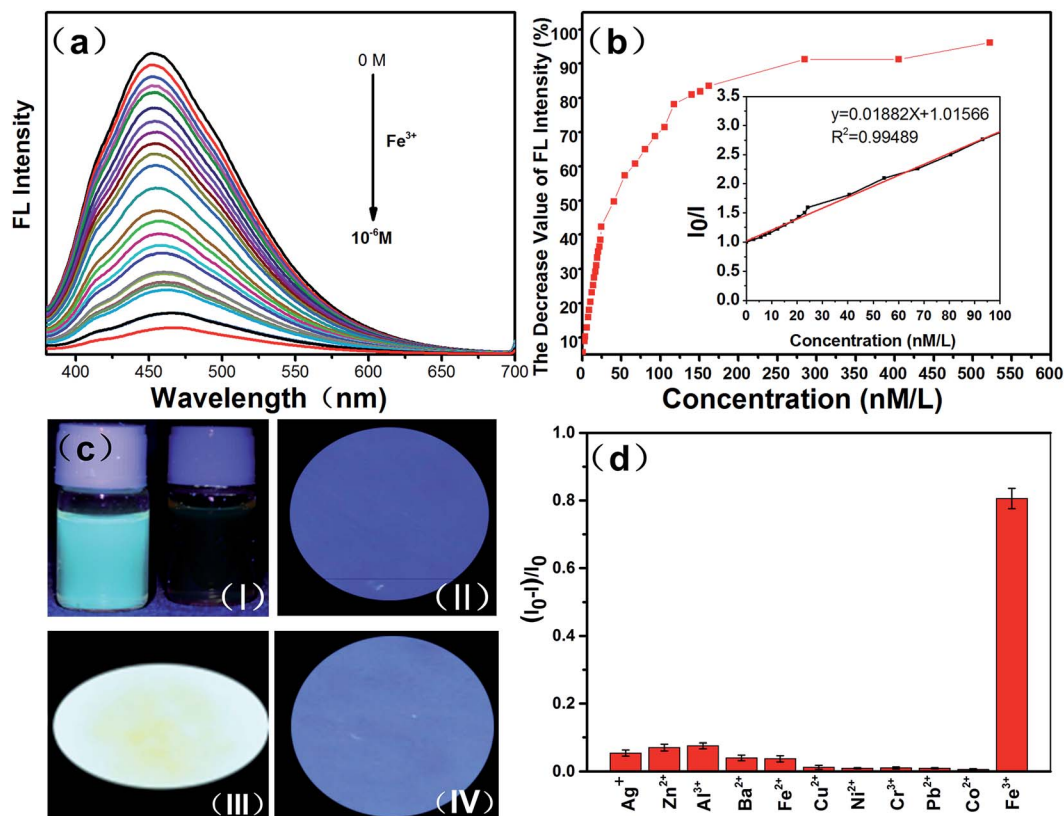 (a)
0 M
Fe³⁺
10⁻⁶M
FL Intensity
400 450 500 550 600 650 700
Wavelength（nm）
(b)
The Decrease Value of FL Intensity (%)
100
90
80
70
60
50
40
30
20
10
0 50 100 150 200 250 300 350 400 450 500 550 600
Concentration (nM/L)
y=0.01882X+1.01566
R²=0.99489
I0/I
3.5
3.0
2.5
2.0
1.5
1.0
0.5
0.0
0 10 20 30 40 50 60 70 80 90 100
Concentration (nM/L)
(c)
(I)
(II)
(III)
(IV)
(d)
(I₀-I)/I₀
1.0
0.8
0.6
0.4
0.2
0.0
Ag⁺ Zn²⁺ Al³⁺ Ba²⁺ Fe²⁺ Cu²⁺ Ni²⁺ Cr³⁺ Pb²⁺ Co²⁺ Fe³⁺